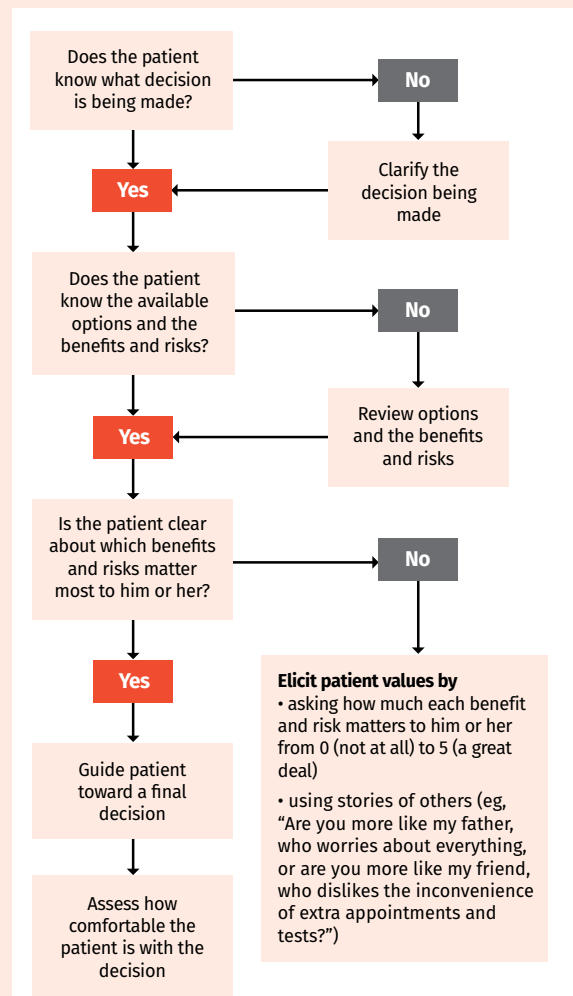 Does the patient
know what decision
is being made?
No
Clarify the
decision being
made
Yes
Does the patient
know the available
options and the
benefits and risks?
No
Review options
and the benefits
and risks
Yes
Is the patient clear
about which benefits
and risks matter
most to him or her?
No
Elicit patient values by
• asking how much each benefit
and risk matters to him or her
from 0 (not at all) to 5 (a great
deal)
• using stories of others (eg,
“Are you more like my father,
who worries about everything,
or are you more like my friend,
who dislikes the inconvenience
of extra appointments and
tests?”)
Yes
Guide patient
toward a final
decision
Assess how
comfortable the
patient is with the
decision